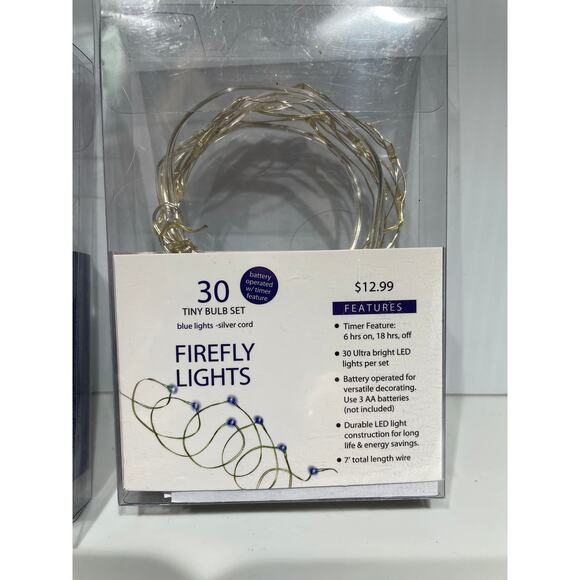 30
TINY BULB SET
battery
operated
w/ timer
feature
blue lights -silver cord
FIREFLY
LIGHTS
$12.99
FEATURES
• Timer Feature:
6 hrs on, 18 hrs, off
• 30 Ultra bright LED
lights per set
• Battery operated for
versatile decorating.
Use 3 AA batteries
(not included)
• Durable LED light
construction for long
life & energy savings.
• 7' total length wire